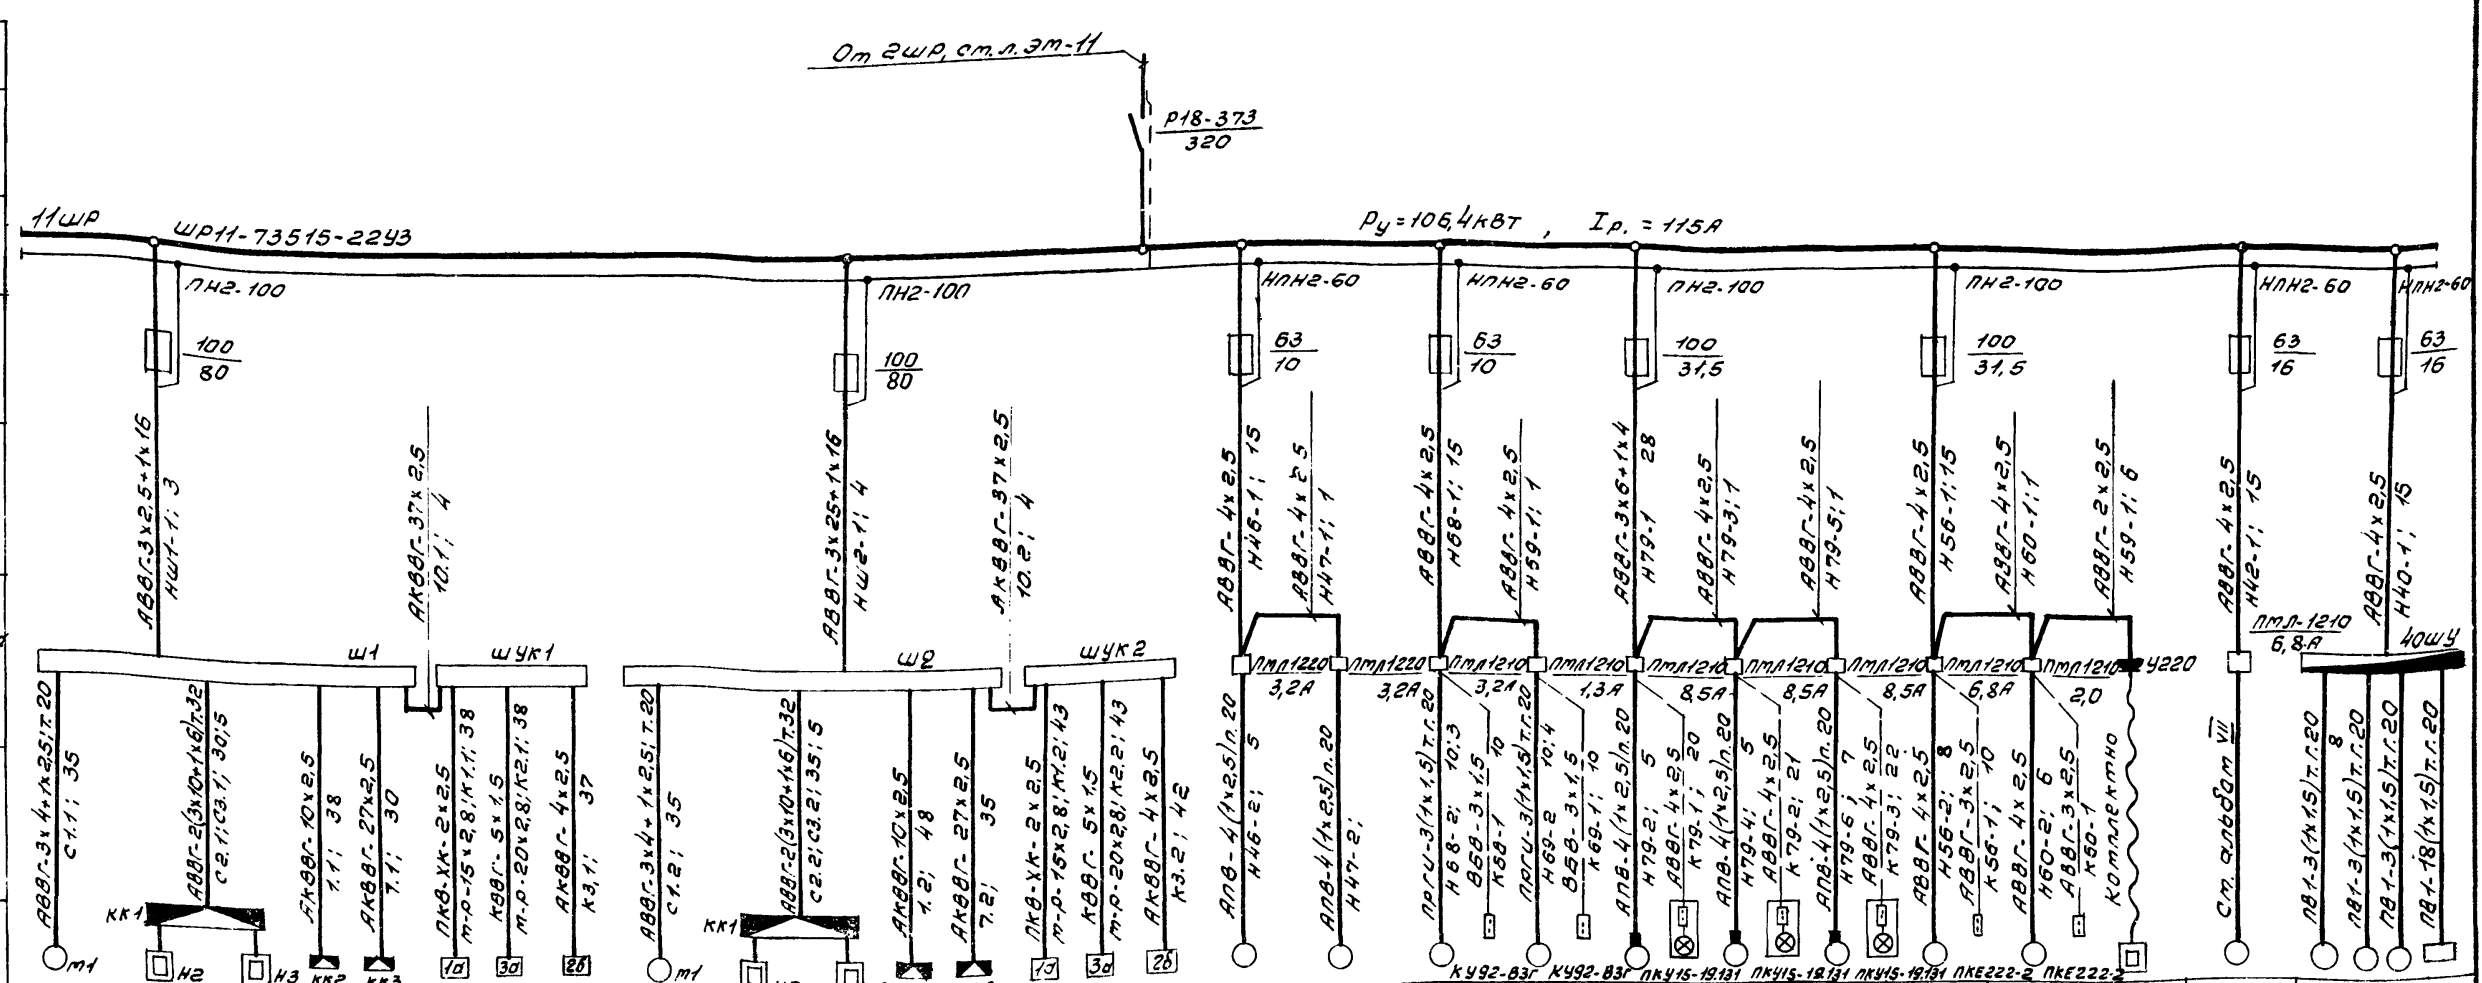 От 2шр, ст.л. эм-11
Р18-373
320
11шр
ШР11-73515-22У3
Ру=106,4кВт , Iр. = 115А
ПН2-100
100
80
АВВГ-3х2,5+1х16
НШ1-1; 3
АКВВГ-37х2,5
10.1; 4
ПН2-100
100
80
АВВГ-3х25+1х16
НШ2-1; 4
АКВВГ-37х2,5
10.2; 4
НПН2-60
63
10
АВВГ-4х2,5
Н46-1; 15
АВВГ-4х2,5
Н47-1; 1
НПН2-60
63
10
АВВГ-4х2,5
Н68-1; 15
АВВГ-4х2,5
Н69-1; 1
ПН2-100
100
31,5
АВВГ-3х6+1х4
Н79-1 28
АВВГ-4х2,5
Н79-3; 1
АВВГ-4х2,5
Н79-5; 1
ПН2-100
100
31,5
АВВГ-4х2,5
Н56-1; 15
АВВГ-4х2,5
Н60-1; 1
АВВГ-2х2,5
Н59-1; 6
НПН2-60
63
16
АВВГ-4х2,5
Н42-1; 15
НПН2-60
63
16
АВВГ-4х2,5
Н40-1; 15
Ш1
ШУК1
Ш2
ШУК2
ПМЛ1220
3,2А
ПМЛ1220
3,2А
ПМЛ1210
3,2А
ПМЛ1210
1,3А
ПМЛ1210
8,5А
ПМЛ1210
8,5А
ПМЛ1210
8,5А
ПМЛ1210
6,8А
ПМЛ1210
2,0
У220
ПМЛ-1210
6,8А
40ШУ
АВВГ-3х4+1х2,5; т.20
С1.1; 35
АВВГ-2(3х10+1х6)т.32
С2.1; С3.1; 30; 5
АКВВГ-10х2,5
1.1; 38
АКВВГ-27х2,5
7.1; 30
ПКВ-ХК-2х2,5
т-р-15х2,8; К1.1; 38
КВВГ-5х1,5
т-р-20х2,8; К2.1; 38
АКВВГ-4х2,5
К3,1; 37
АВВГ-3х4+1х2,5; т.20
С1.2; 35
АВВГ-2(3х10+1х6)т.32
С2.2; С3.2; 35; 5
АКВВГ-10х2,5
1.2; 48
АКВВГ-27х2,5
7.2; 35
ПКВ-ХК-2х2,5
т-р-15х2,8; К1.2; 43
КВВГ-5х1,5
т-р-20х2,8; К2.2; 43
АКВВГ-4х2,5
К3.2; 42
АПВ-4(1х2,5)п.20
Н46-2; 5
АПВ-4(1х2,5)п.20
Н47-2;
ПРГИ-3(1х1,5)т.г.20
Н68-2; 10; 3
ВБВ-3х1,5
К68-1 10
ПРГИ-3(1х1,5)т.г.20
Н69-2 10; 4
ВБВ-3х1,5
К69-1; 10
АПВ-4(1х2,5)п.20
Н79-2; 5
АВВГ-4х2,5
К79-1; 20
АПВ-4(1х2,5)п.20
Н79-4; 5
АВВГ-4х2,5
К79-2; 21
АПВ-4(1х2,5)п.20
Н79-6; 7
АВВГ-4х2,5
К79-3; 22
АВВГ-4х2,5
Н56-2; 8
АВВГ-3х2,5
К56-1; 10
АВВГ-4х2,5
Н60-2; 6
АВВГ-3х2,5
К60-1
Комплектно
ст. альбом VII
ПВ1-3(1х1,5)т.г.20
8
ПВ1-3(1х1,5)т.г.20
ПВ1-3(1х1,5)т.г.20
ПВ1-18(1х1,5)т.г.20
КК1
КК1
М1
Н2
Н3
КК2
КК3
1а
3а
2б
М1
1а
3а
2б
КУ92-ВЗГ КУ92-ВЗГ ПКУ15-19.131 ПКУ15-19.131 ПКУ15-19.131 ПКЕ222-2 ПКЕ222-2